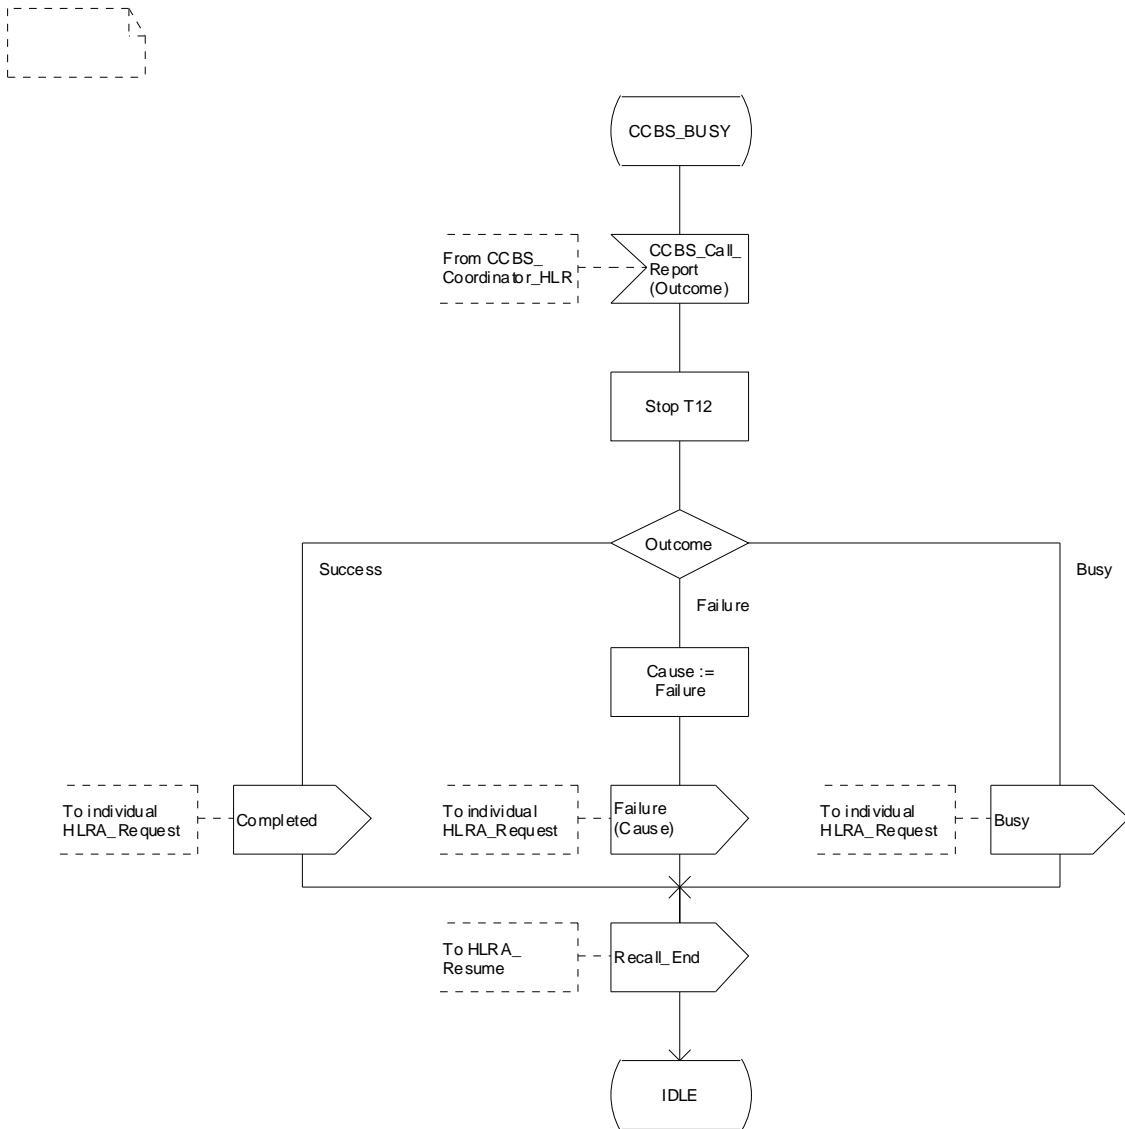 CCBS_BUSY
From CCBS_
Coordinator_HLR
CCBS_Call_
Report
(Outcome)
Stop T12
Outcome
Success
Busy
Failure
Cause :=
Failure
To individual
HLRA_Request
Completed
To individual
HLRA_Request
Failure
(Cause)
To individual
HLRA_Request
Busy
To HLRA_
Resume
Recall_End
IDLE